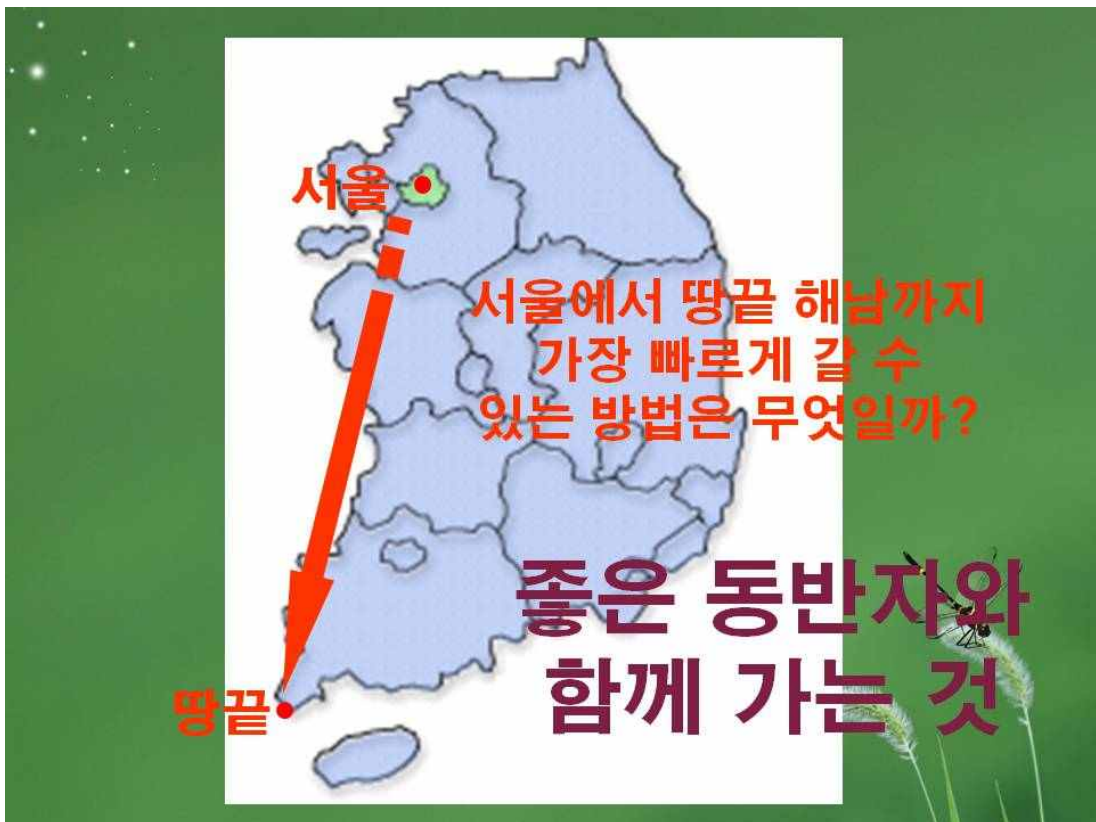 서울
서울에서 땅끝 해남까지
가장 빠르게 갈 수
있는 방법은 무엇일까?
좋은 동반자와
함께 가는 것
땅끝